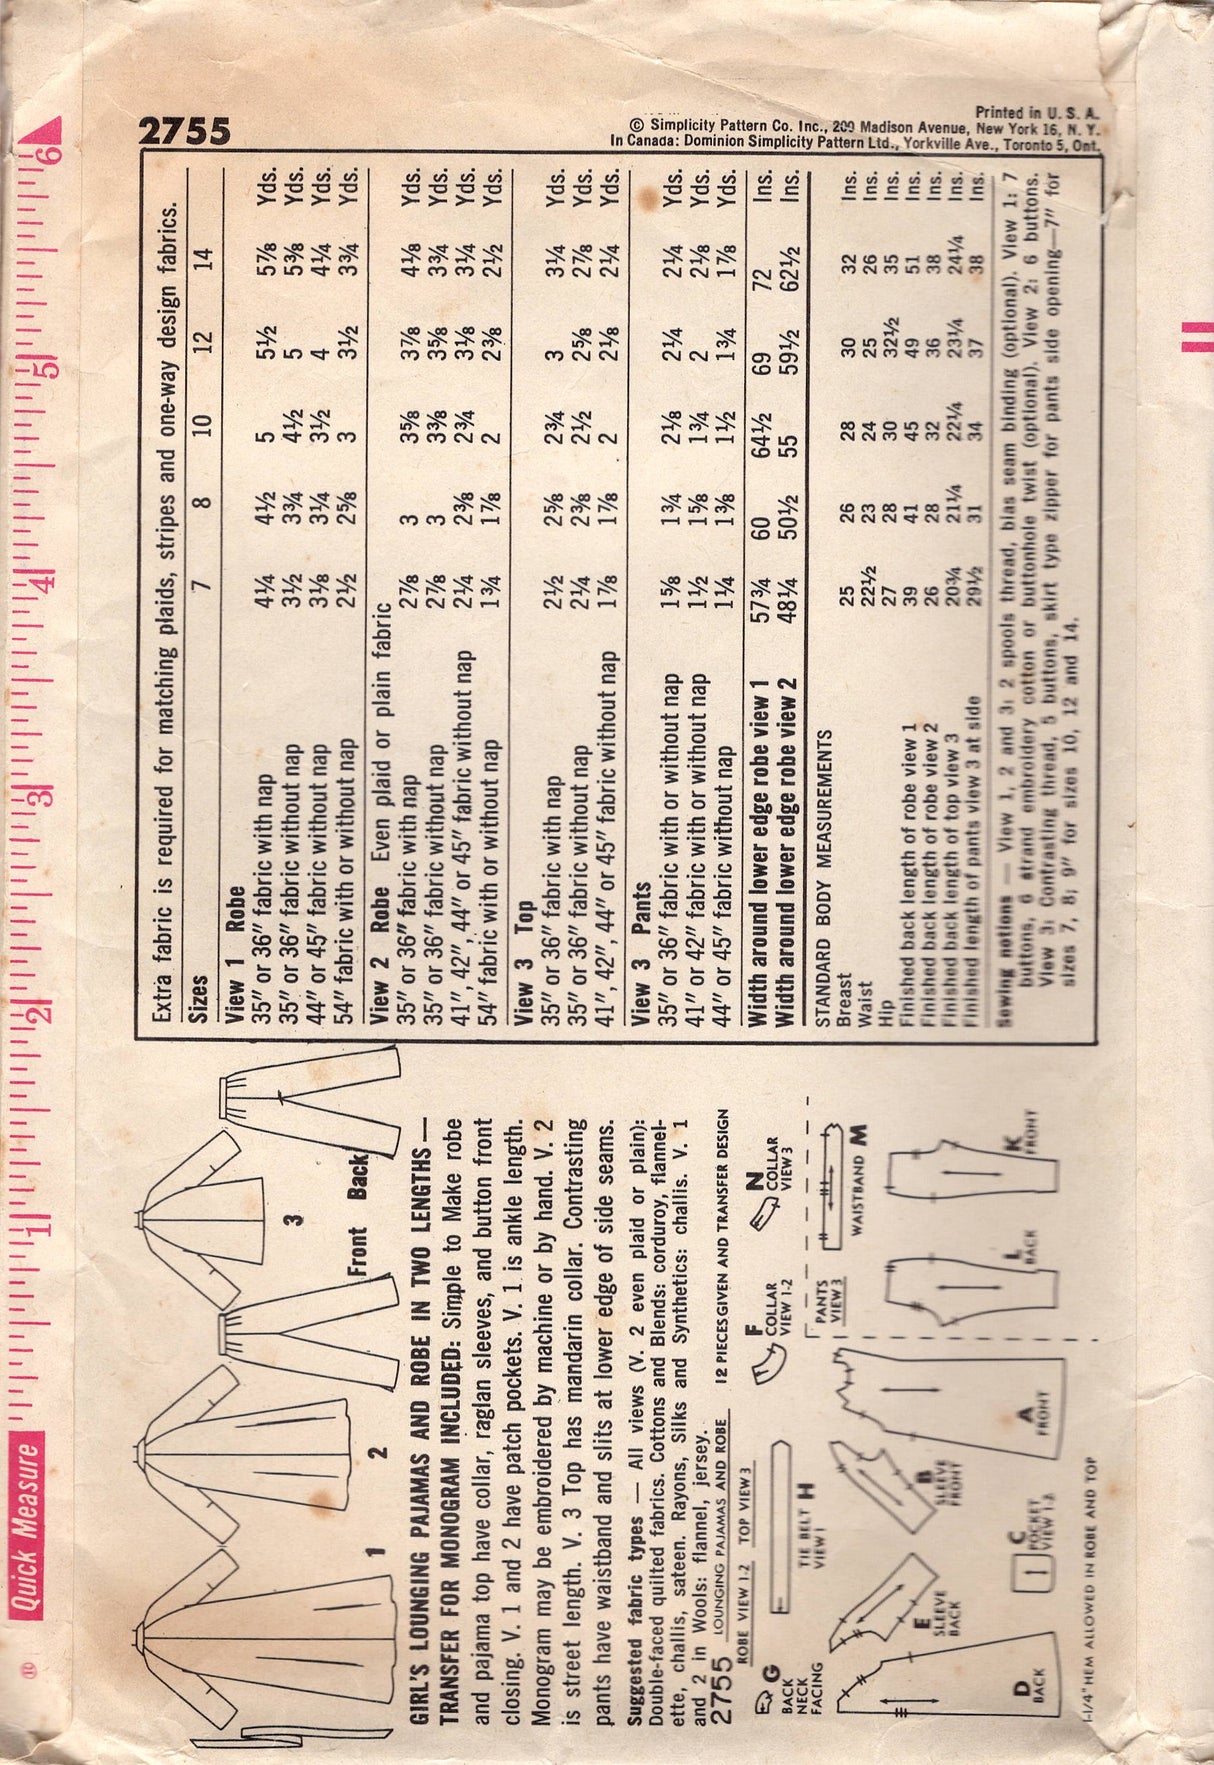 2755
Printed in U. S. A.
© Simplicity Pattern Co. Inc., 200 Madison Avenue, New York 16, N. Y.
In Canada: Dominion Simplicity Pattern Ltd., Yorkville Ave., Toronto 5, Ont.
Quick Measure
1 2 3 4 5 6
Extra fabric is required for matching plaids, stripes and one-way design fabrics.
Sizes 7 8 10 12 14
View 1 Robe
35" or 36" fabric with nap 4¼ 4½ 5 5½ 5⅞ Yds.
35" or 36" fabric without nap 3½ 3¾ 4½ 5 5⅜ Yds.
44" or 45" fabric without nap 3⅛ 3¼ 3½ 4 4¼ Yds.
54" fabric with or without nap 2½ 2⅝ 3 3½ 3¾ Yds.
View 2 Robe Even plaid or plain fabric
35" or 36" fabric with nap 2⅞ 3 3⅝ 3⅞ 4⅛ Yds.
35" or 36" fabric without nap 2⅞ 3 3⅜ 3⅝ 3¾ Yds.
41", 42", 44" or 45" fabric without nap 2¼ 2⅜ 2¾ 3⅛ 3¼ Yds.
54" fabric with or without nap 1¾ 1⅞ 2 2⅜ 2½ Yds.
View 3 Top
35" or 36" fabric with nap 2½ 2⅝ 2¾ 3 3¼ Yds.
35" or 36" fabric without nap 2¼ 2⅜ 2½ 2⅝ 2⅞ Yds.
41", 42", 44" or 45" fabric without nap 1⅞ 1⅞ 2 2⅛ 2¼ Yds.
View 3 Pants
35" or 36" fabric with or without nap 1⅝ 1¾ 2⅛ 2¼ 2¼ Yds.
41" or 42" fabric with or without nap 1½ 1⅝ 1¾ 2 2⅛ Yds.
44" or 45" fabric without nap 1¼ 1⅜ 1½ 1¾ 1⅞ Yds.
Width around lower edge robe view 1 57¾ 60 64½ 69 72 Ins.
Width around lower edge robe view 2 48¼ 50½ 55 59½ 62½ Ins.
STANDARD BODY MEASUREMENTS
Breast 25 26 28 30 32 Ins.
Waist 22½ 23 24 25 26 Ins.
Hip 27 28 30 32½ 35 Ins.
Finished back length of robe view 1 39 41 45 49 51 Ins.
Finished back length of robe view 2 26 28 32 36 38 Ins.
Finished back length of top view 3 20¾ 21¼ 22¼ 23¼ 24¼ Ins.
Finished length of pants view 3 at side 29½ 31 34 37 38 Ins.
Sewing notions — View 1, 2 and 3: 2 spools thread, bias seam binding (optional). View 1: 7
buttons, 6 strand embroidery cotton or buttonhole twist (optional). View 2: 6 buttons.
View 3: Contrasting thread, 5 buttons, skirt type zipper for pants side opening—7" for
sizes 7, 8; 9" for sizes 10, 12 and 14.
1
2
3
Front Back
GIRL'S LOUNGING PAJAMAS AND ROBE IN TWO LENGTHS—
TRANSFER FOR MONOGRAM INCLUDED: Simple to Make robe
and pajama top have collar, raglan sleeves, and button front
closing. V. 1 and 2 have patch pockets. V. 1 is ankle length.
Monogram may be embroidered by machine or by hand. V. 2
is street length. V. 3 Top has mandarin collar. Contrasting
pants have waistband and slits at lower edge of side seams.
Suggested fabric types — All views (V. 2 even plaid or plain):
Double-faced quilted fabrics. Cottons and Blends: corduroy, flannel-
ette, challis, sateen. Rayons, Silks and Synthetics: challis. V. 1
and 2 in Wools: flannel, jersey.
2755 LOUNGING PAJAMAS AND ROBE 12 PIECES GIVEN AND TRANSFER DESIGN
ROBE VIEW 1-2 TOP VIEW 3
G
BACK
NECK
FACING
TIE BELT H
VIEW 1
F
COLLAR
VIEW 1-2
N
COLLAR
VIEW 3
PANTS
VIEW 3
WAISTBAND M
D
BACK
E
SLEEVE
BACK
C
POCKET
VIEW 1-2
B
SLEEVE
FRONT
A
FRONT
L
BACK
K
FRONT
1-1/4" HEM ALLOWED IN ROBE AND TOP